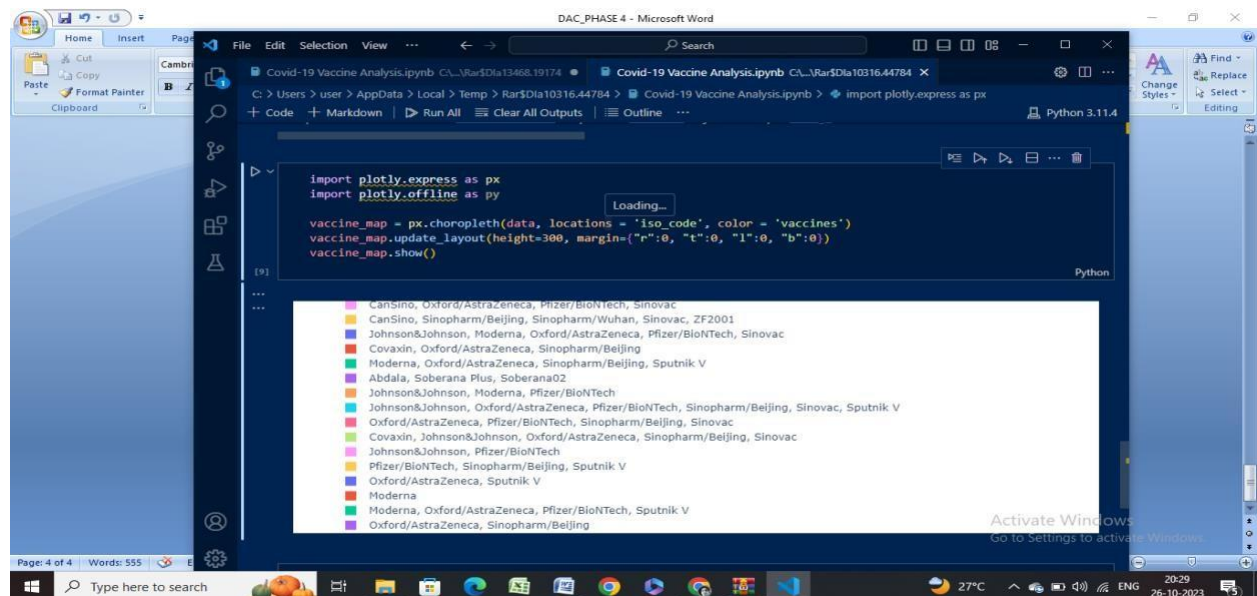 DAC_PHASE 4 - Microsoft Word
Home Insert Page
Cut
Copy
Paste
Format Painter
Clipboard
Cambri
B I
File Edit Selection View ··· Search
Covid-19 Vaccine Analysis.ipynb C:\...\Rar$DIa13468.19174 Covid-19 Vaccine Analysis.ipynb C:\...\Rar$DIa10316.44784
C: > Users > user > AppData > Local > Temp > Rar$DIa10316.44784 > Covid-19 Vaccine Analysis.ipynb > import plotly.express as px
+ Code + Markdown | Run All Clear All Outputs | Outline ··· Python 3.11.4
Find
Replace
Select
Editing
Change Styles
import plotly.express as px
import plotly.offline as py
Loading...
vaccine_map = px.choropleth(data, locations = 'iso_code', color = 'vaccines')
vaccine_map.update_layout(height=300, margin={"r":0, "t":0, "l":0, "b":0})
vaccine_map.show()
[9] Python
CanSino, Oxford/AstraZeneca, Pfizer/BioNTech, Sinovac
CanSino, Sinopharm/Beijing, Sinopharm/Wuhan, Sinovac, ZF2001
Johnson&Johnson, Moderna, Oxford/AstraZeneca, Pfizer/BioNTech, Sinovac
Covaxin, Oxford/AstraZeneca, Sinopharm/Beijing
Moderna, Oxford/AstraZeneca, Sinopharm/Beijing, Sputnik V
Abdala, Soberana Plus, Soberana02
Johnson&Johnson, Moderna, Pfizer/BioNTech
Johnson&Johnson, Oxford/AstraZeneca, Pfizer/BioNTech, Sinopharm/Beijing, Sinovac, Sputnik V
Oxford/AstraZeneca, Pfizer/BioNTech, Sinopharm/Beijing, Sinovac
Covaxin, Johnson&Johnson, Oxford/AstraZeneca, Sinopharm/Beijing, Sinovac
Johnson&Johnson, Pfizer/BioNTech
Pfizer/BioNTech, Sinopharm/Beijing, Sputnik V
Oxford/AstraZeneca, Sputnik V
Moderna
Moderna, Oxford/AstraZeneca, Pfizer/BioNTech, Sputnik V
Oxford/AstraZeneca, Sinopharm/Beijing
Activate Windows
Go to Settings to activate Windows.
Page: 4 of 4 Words: 555 E
Type here to search
27°C ENG 20:29
26-10-2023